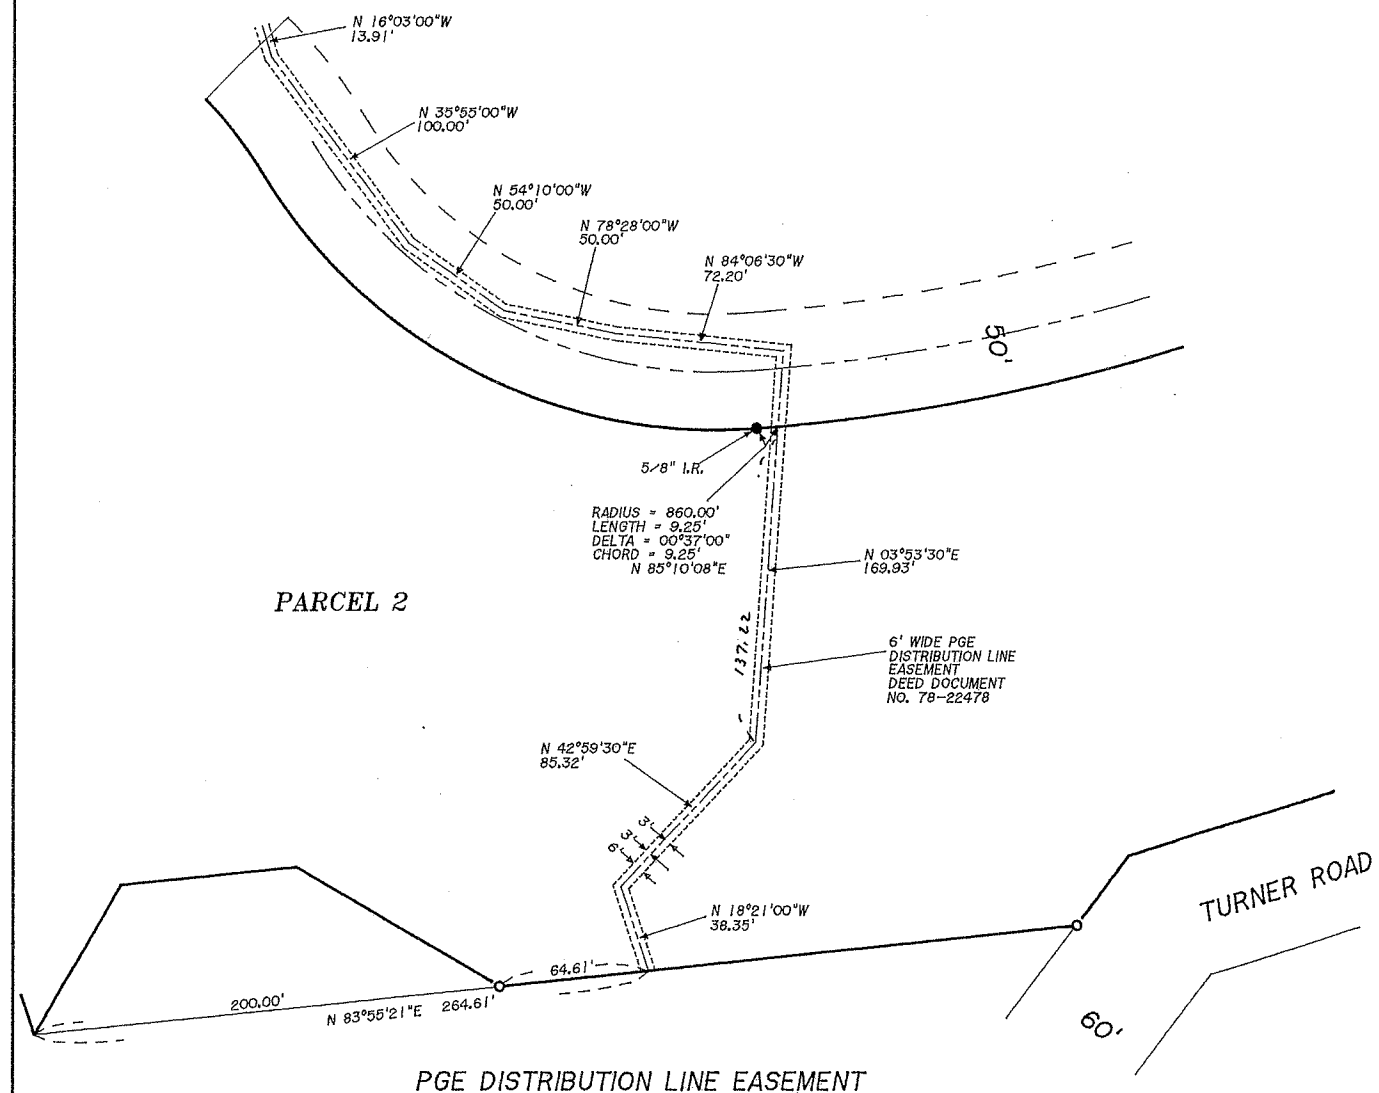 N 16°03'00"W
13.91'
N 35°55'00"W
100.00'
N 54°10'00"W
50.00'
N 78°28'00"W
50.00'
N 84°06'30"W
72.20'
50'
5/8" I.R.
RADIUS = 860.00'
LENGTH = 9.25'
DELTA = 00°37'00"
CHORD = 9.25'
N 85°10'08"E
N 03°53'30"E
169.93'
PARCEL 2
137.22
6' WIDE PGE
DISTRIBUTION LINE
EASEMENT
DEED DOCUMENT
NO. 78-22478
N 42°59'30"E
85.32'
3'
3'
6'
N 18°21'00"W
38.35'
TURNER ROAD
64.61'
200.00'
N 83°55'21"E 264.61'
60'
PGE DISTRIBUTION LINE EASEMENT